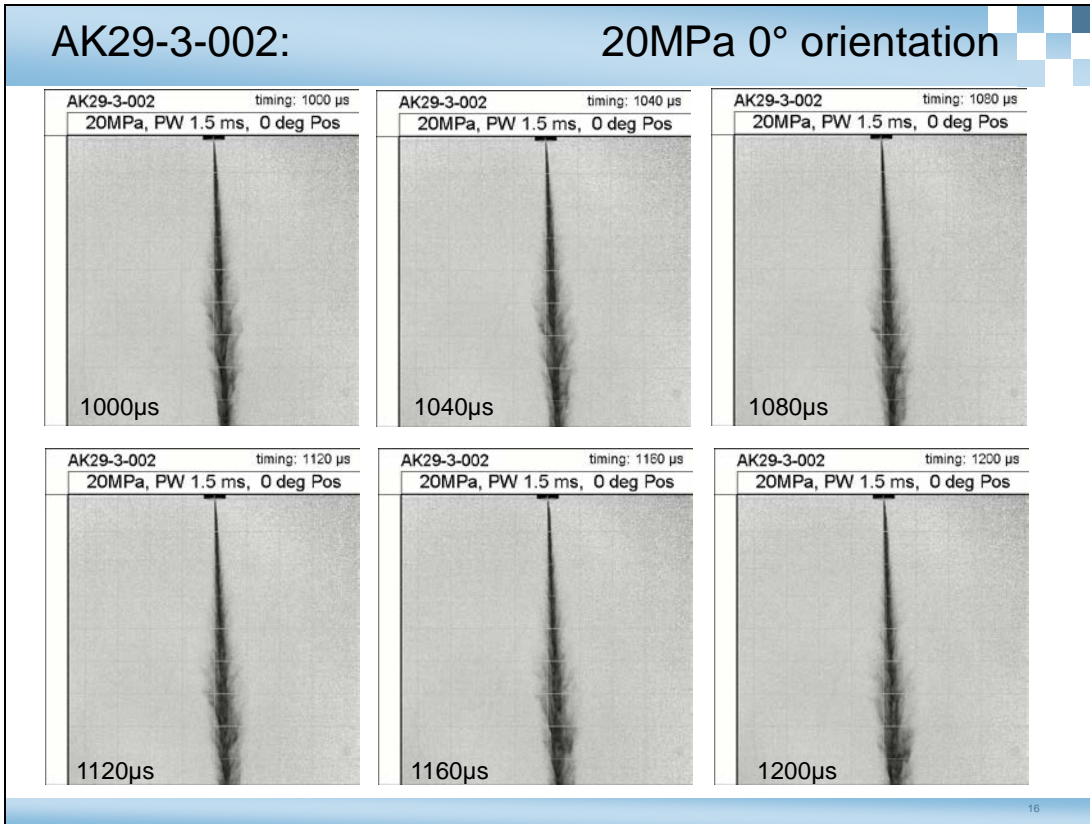 AK29-3-002: 20MPa 0° orientation
AK29-3-002 timing: 1000 µs
20MPa, PW 1.5 ms, 0 deg Pos
1000µs
AK29-3-002 timing: 1040 µs
20MPa, PW 1.5 ms, 0 deg Pos
1040µs
AK29-3-002 timing: 1080 µs
20MPa, PW 1.5 ms, 0 deg Pos
1080µs
AK29-3-002 timing: 1120 µs
20MPa, PW 1.5 ms, 0 deg Pos
1120µs
AK29-3-002 timing: 1160 µs
20MPa, PW 1.5 ms, 0 deg Pos
1160µs
AK29-3-002 timing: 1200 µs
20MPa, PW 1.5 ms, 0 deg Pos
1200µs
16